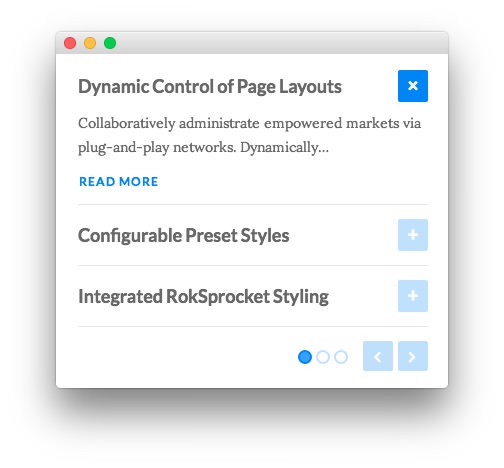 Dynamic Control of Page Layouts
Collaboratively administrate empowered markets via
plug-and-play networks. Dynamically...
READ MORE
Configurable Preset Styles
Integrated RokSprocket Styling